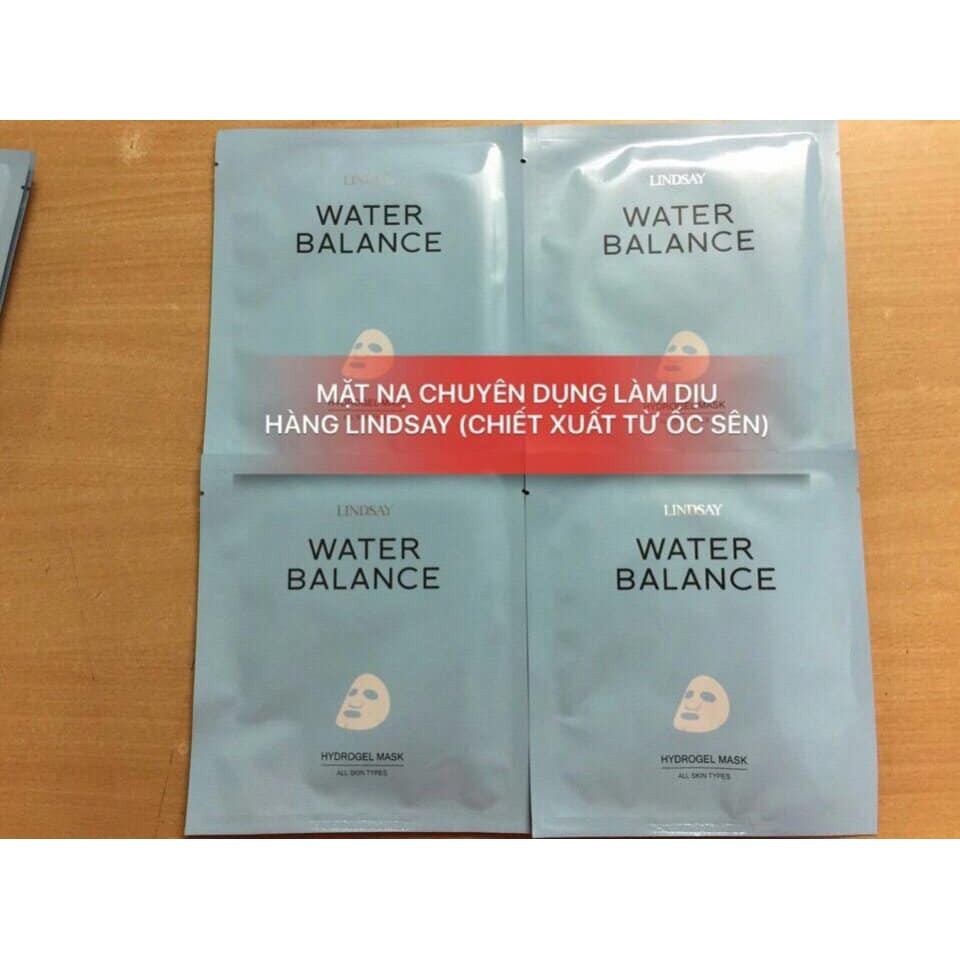 LINDSAY
WATER
BALANCE
LINDSAY
WATER
BALANCE
MẶT NẠ CHUYÊN DỤNG LÀM DỊU
HÀNG LINDSAY (CHIẾT XUẤT TỪ ỐC SÊN)
LINDSAY
WATER
BALANCE
HYDROGEL MASK
ALL SKIN TYPES
LINDSAY
WATER
BALANCE
HYDROGEL MASK
ALL SKIN TYPES